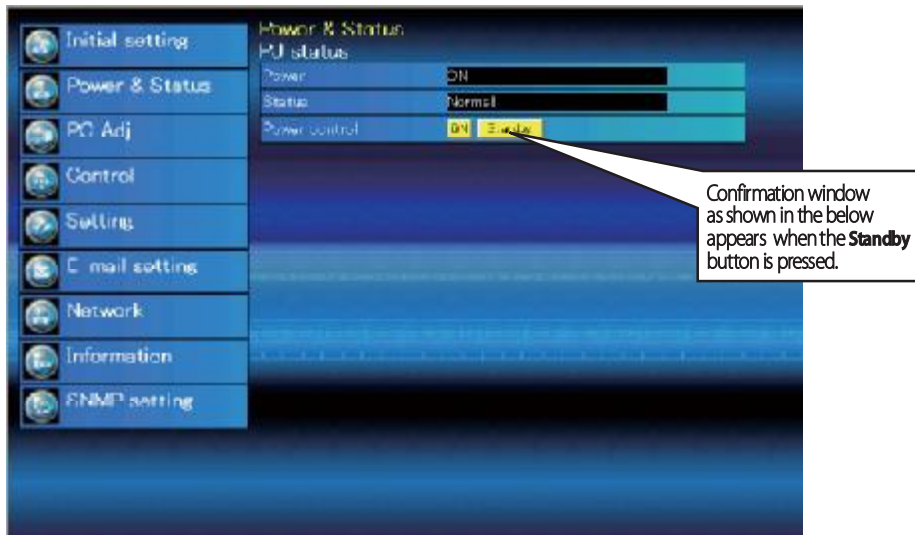 Initial setting
Power & Status
PC Adj
Control
Setting
E-mail setting
Network
Information
SNMP setting
Power & Status
PJ status
Power ON
Status Normal
Power control ON Standby
Confirmation window
as shown in the below
appears when the Standby
button is pressed.